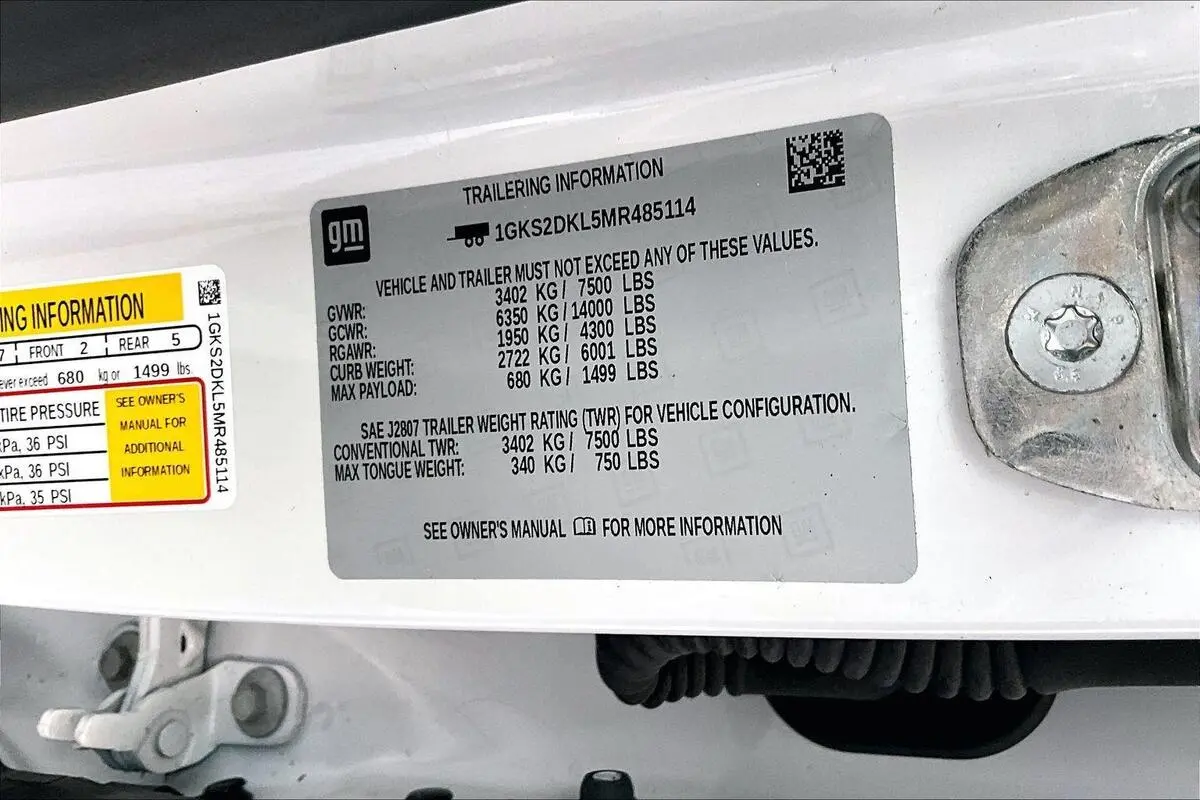 TRAILERING INFORMATION
gm
1GKS2DKL5MR485114
VEHICLE AND TRAILER MUST NOT EXCEED ANY OF THESE VALUES.
GVWR: 3402 KG / 7500 LBS
GCWR: 6350 KG / 14000 LBS
RGAWR: 1950 KG / 4300 LBS
CURB WEIGHT: 2722 KG / 6001 LBS
MAX PAYLOAD: 680 KG / 1499 LBS
SAE J2807 TRAILER WEIGHT RATING (TWR) FOR VEHICLE CONFIGURATION.
CONVENTIONAL TWR: 3402 KG / 7500 LBS
MAX TONGUE WEIGHT: 340 KG / 750 LBS
SEE OWNER'S MANUAL FOR MORE INFORMATION
ING INFORMATION
7 FRONT 2 REAR 5
ever exceed 680 kg or 1499 lbs.
TIRE PRESSURE
kPa, 36 PSI
kPa, 36 PSI
kPa, 35 PSI
SEE OWNER'S
MANUAL FOR
ADDITIONAL
INFORMATION
1GKS2DKL5MR485114